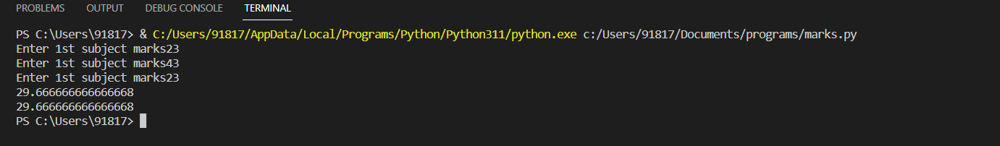 PROBLEMS OUTPUT DEBUG CONSOLE TERMINAL
PS C:\Users\91817> & C:/Users/91817/AppData/Local/Programs/Python/Python311/python.exe c:/Users/91817/Documents/programs/marks.py
Enter 1st subject marks23
Enter 1st subject marks43
Enter 1st subject marks23
29.666666666666668
29.666666666666668
PS C:\Users\91817>